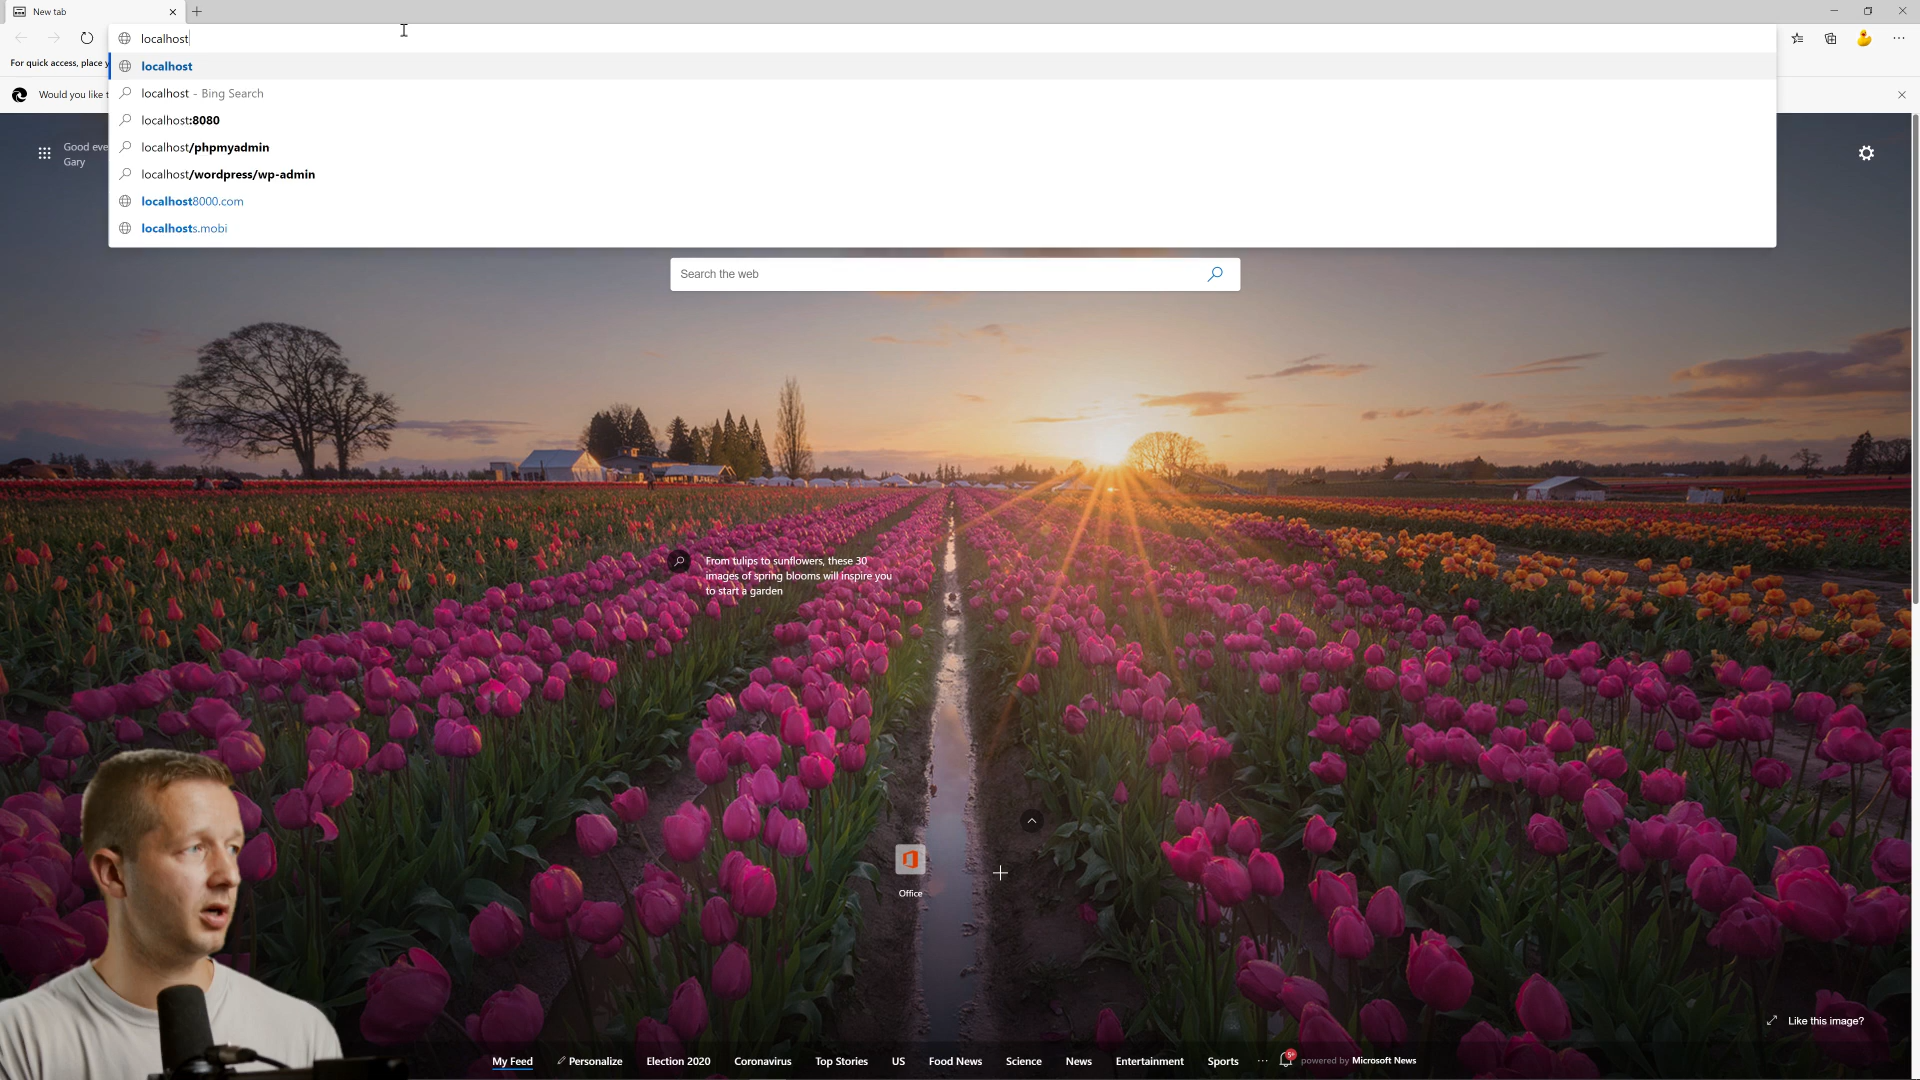 New tab
localhost
For quick access, place y
localhost
Would you like t
localhost - Bing Search
localhost:8080
localhost/phpmyadmin
localhost/wordpress/wp-admin
localhost8000.com
localhosts.mobi
Good eve
Gary
Search the web
From tulips to sunflowers, these 30
images of spring blooms will inspire you
to start a garden
Office
Like this image?
My Feed Personalize Election 2020 Coronavirus Top Stories US Food News Science News Entertainment Sports ... 5+ powered by Microsoft News